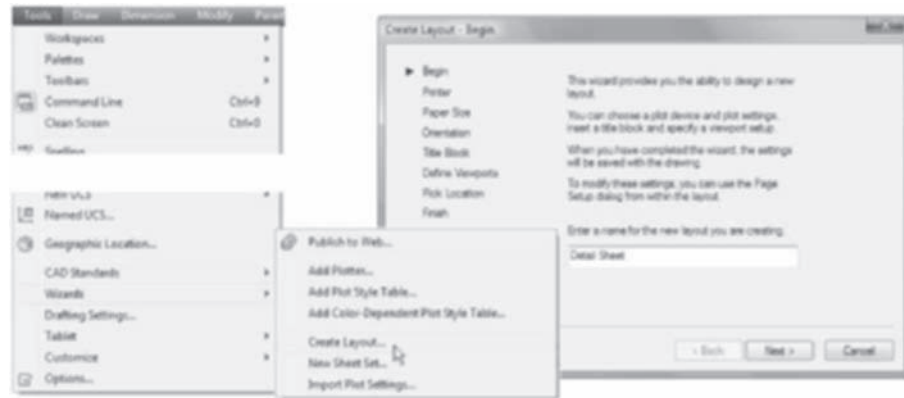 Tools Draw Dimension Modify
Workspaces
Palettes
Toolbars
Command Line Ctrl+9
Clean Screen Ctrl+0
Spelling
New UCS
Named UCS...
Geographic Location...
CAD Standards
Wizards
Drafting Settings...
Tablet
Customize
Options...
Publish to Web...
Add Plotter...
Add Plot Style Table...
Add Color-Dependent Plot Style Table...
Create Layout...
New Sheet Set...
Import Plot Settings...
Create Layout - Begin
Begin
Printer
Paper Size
Orientation
Title Block
Define Viewports
Pick Location
Finish
This wizard provides you the ability to design a new
layout.
You can choose a plot device and plot settings,
insert a title block and specify a viewport setup.
When you have completed the wizard, the settings
will be saved with the drawing.
To modify these settings, you can use the Page
Setup dialog from within the layout.
Enter a name for the new layout you are creating.
Detail Sheet
< Back Next > Cancel